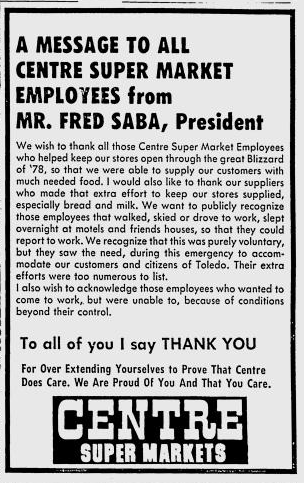 A MESSAGE TO ALL
CENTRE SUPER MARKET
EMPLOYEES from
MR. FRED SABA, President
We wish to thank all those Centre Super Market Employees
who helped keep our stores open through the great Blizzard
of '78, so that we were able to supply our customers with
much needed food. I would also like to thank our suppliers
who made that extra effort to keep our stores supplied,
especially bread and milk. We want to publicly recognize
those employees that walked, skied or drove to work, slept
overnight at motels and friends houses, so that they could
report to work. We recognize that this was purely voluntary,
but they saw the need, during this emergency to accom-
modate our customers and citizens of Toledo. Their extra
efforts were too numerous to list.
I also wish to acknowledge those employees who wanted to
come to work, but were unable to, because of conditions
beyond their control.
To all of you I say THANK YOU
For Over Extending Yourselves to Prove That Centre
Does Care. We Are Proud Of You And That You Care.
CENTRE
SUPER MARKETS